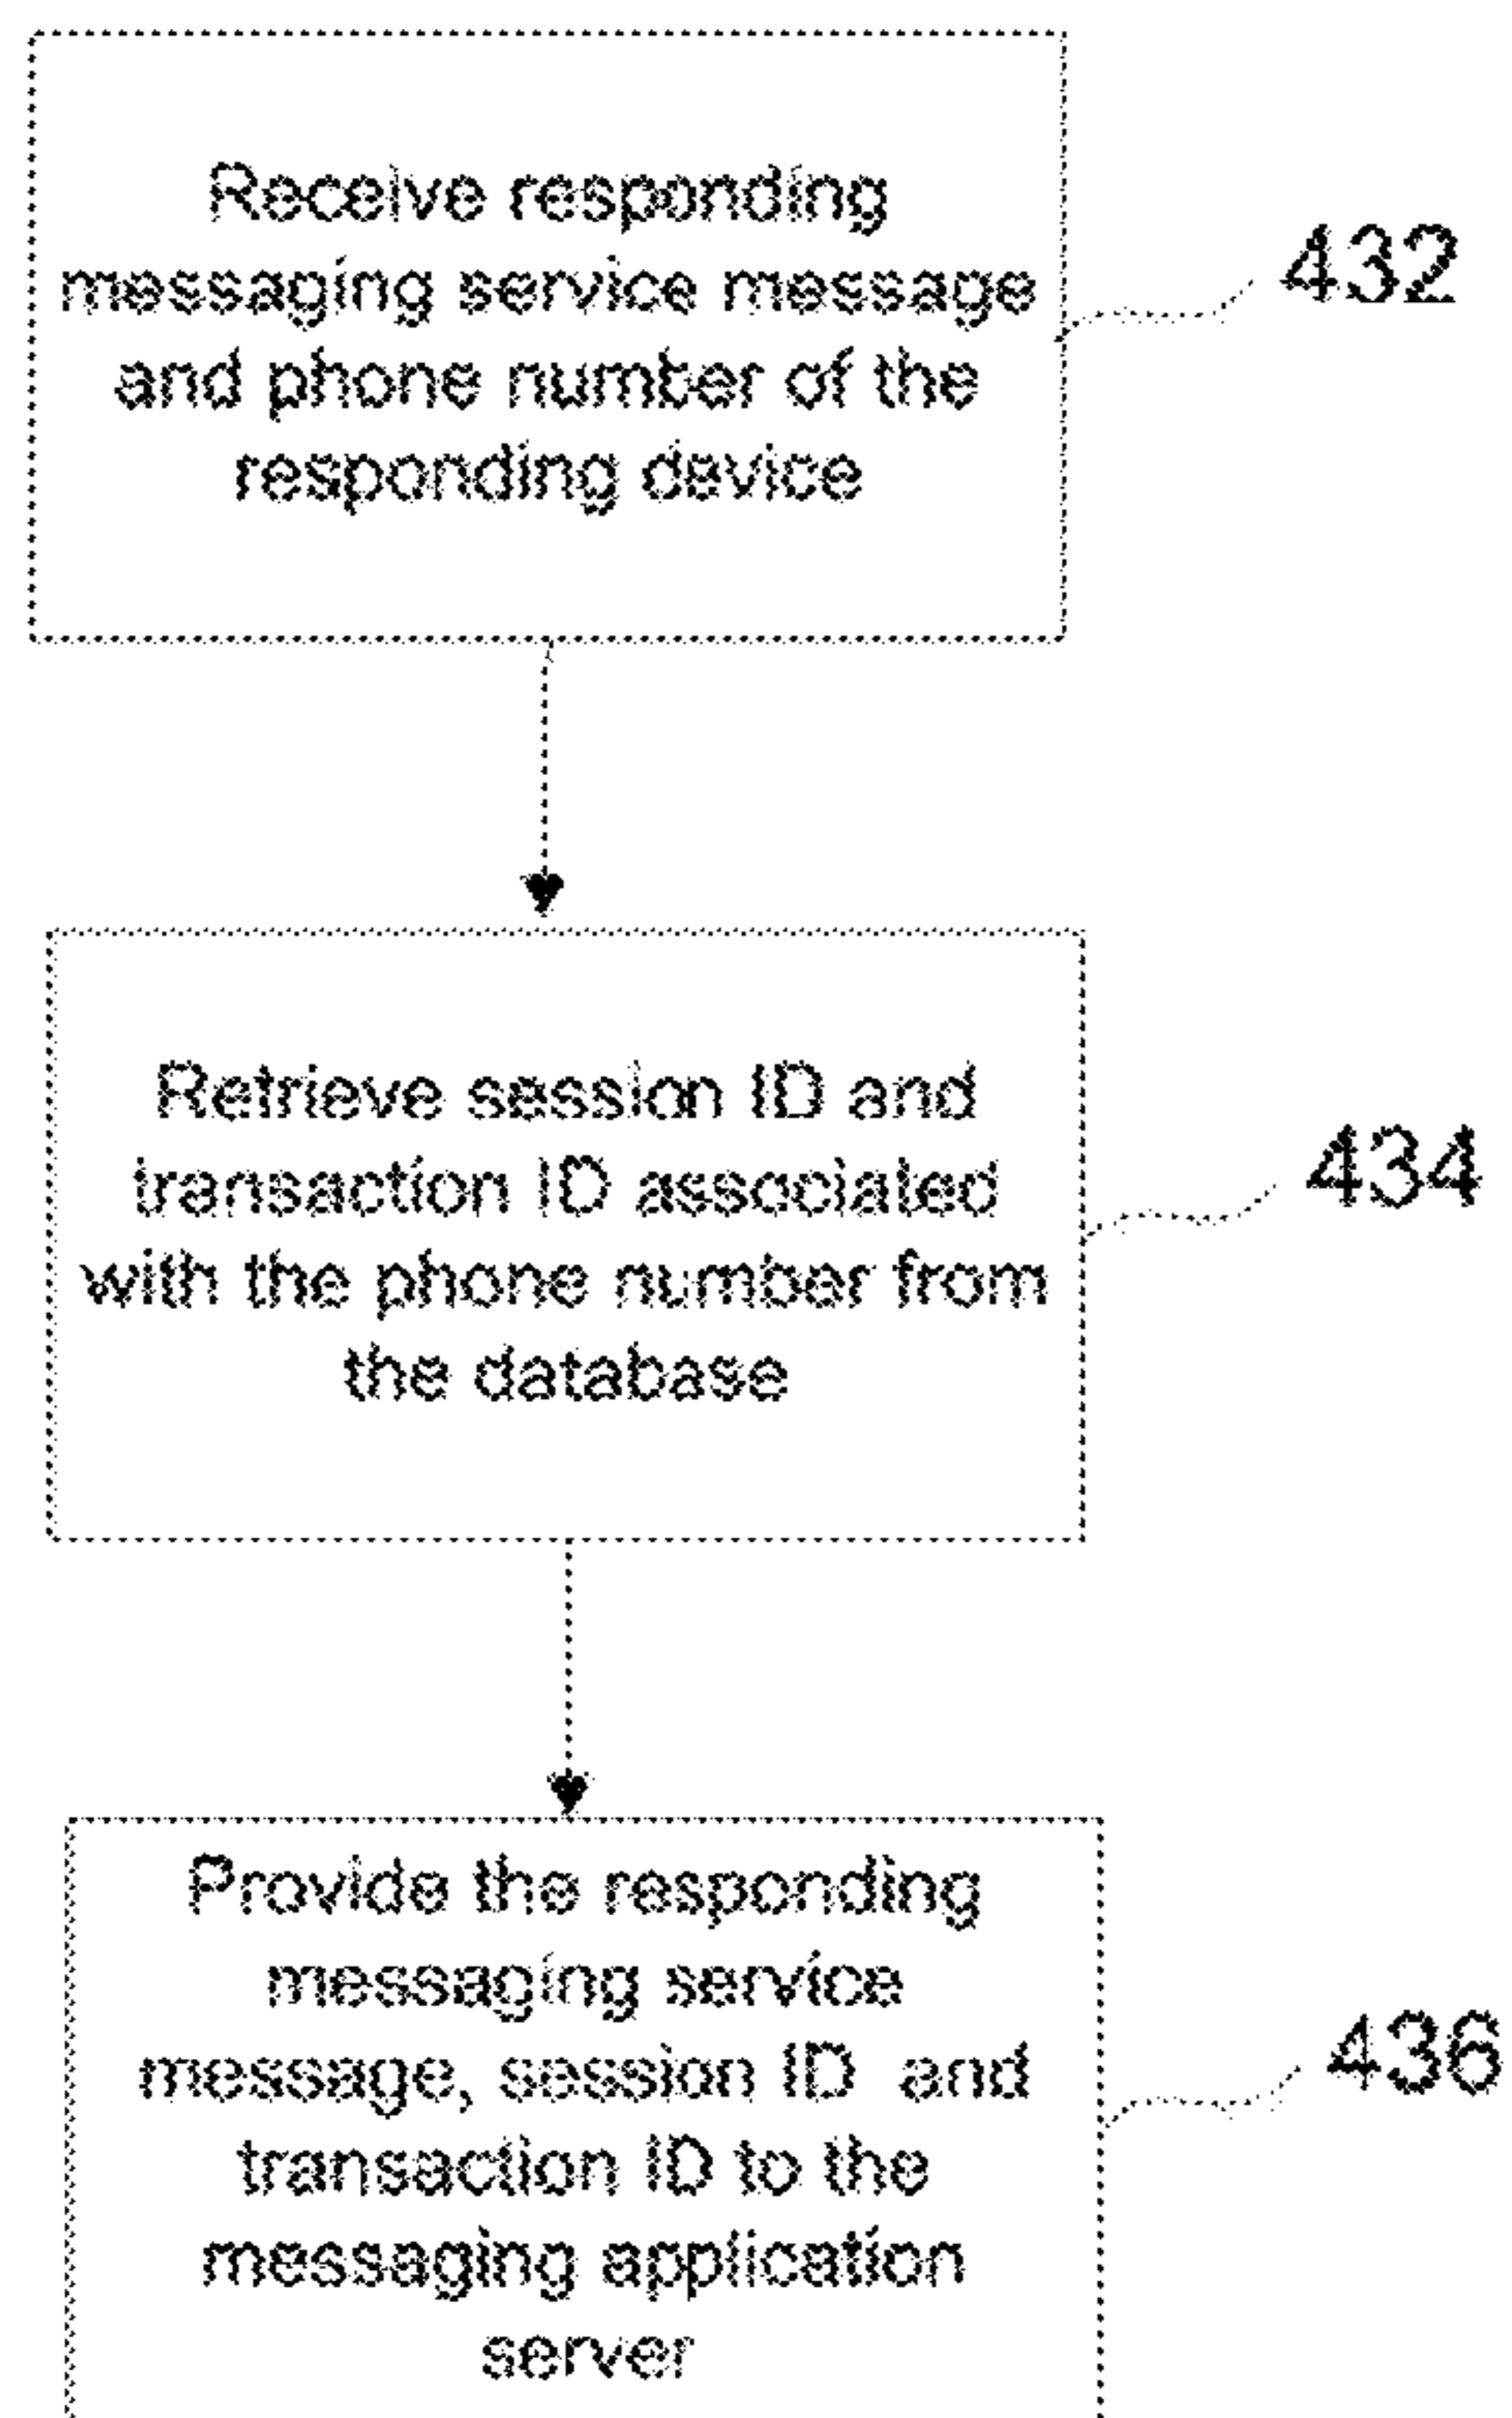 Receive responding
messaging service message
and phone number of the
responding device
432
Retrieve session ID and
transaction ID associated
with the phone number from
the database
434
Provide the responding
messaging service
message, session ID and
transaction ID to the
messaging application
server
436